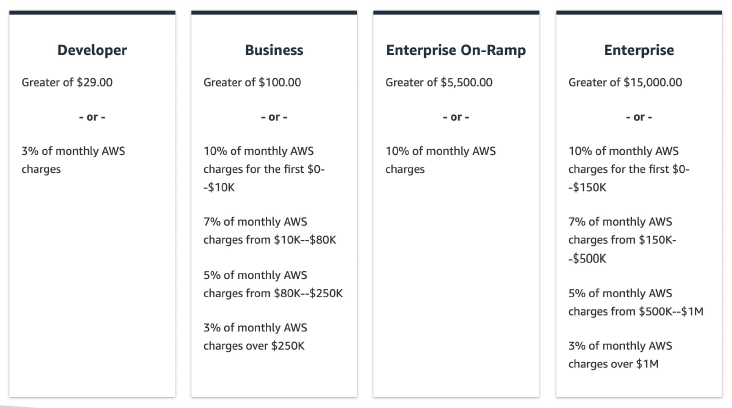 Developer
Greater of $29.00
- or -
3% of monthly AWS
charges
Business
Greater of $100.00
- or -
10% of monthly AWS
charges for the first $0-
-$10K
7% of monthly AWS
charges from $10K--$80K
5% of monthly AWS
charges from $80K--$250K
3% of monthly AWS
charges over $250K
Enterprise On-Ramp
Greater of $5,500.00
- or -
10% of monthly AWS
charges
Enterprise
Greater of $15,000.00
- or -
10% of monthly AWS
charges for the first $0-
-$150K
7% of monthly AWS
charges from $150K-
-$500K
5% of monthly AWS
charges from $500K--$1M
3% of monthly AWS
charges over $1M